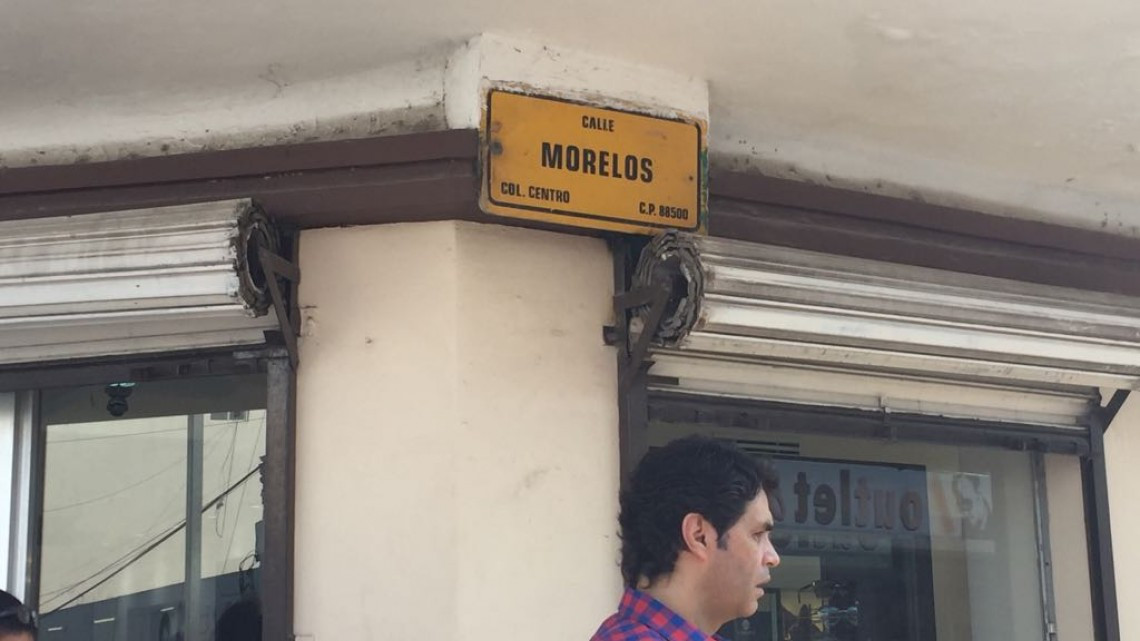 CALLE
MORELOS
COL. CENTRO
C.P. 88500
outlet